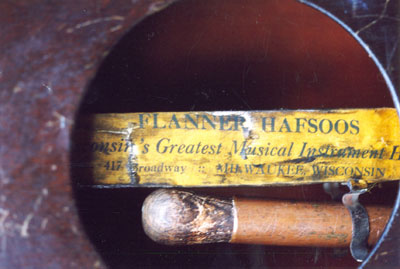 FLANNER HAFSOOS
onsin's Greatest Musical Instrument H
417 Broadway :: MILWAUKEE, WISCONSIN